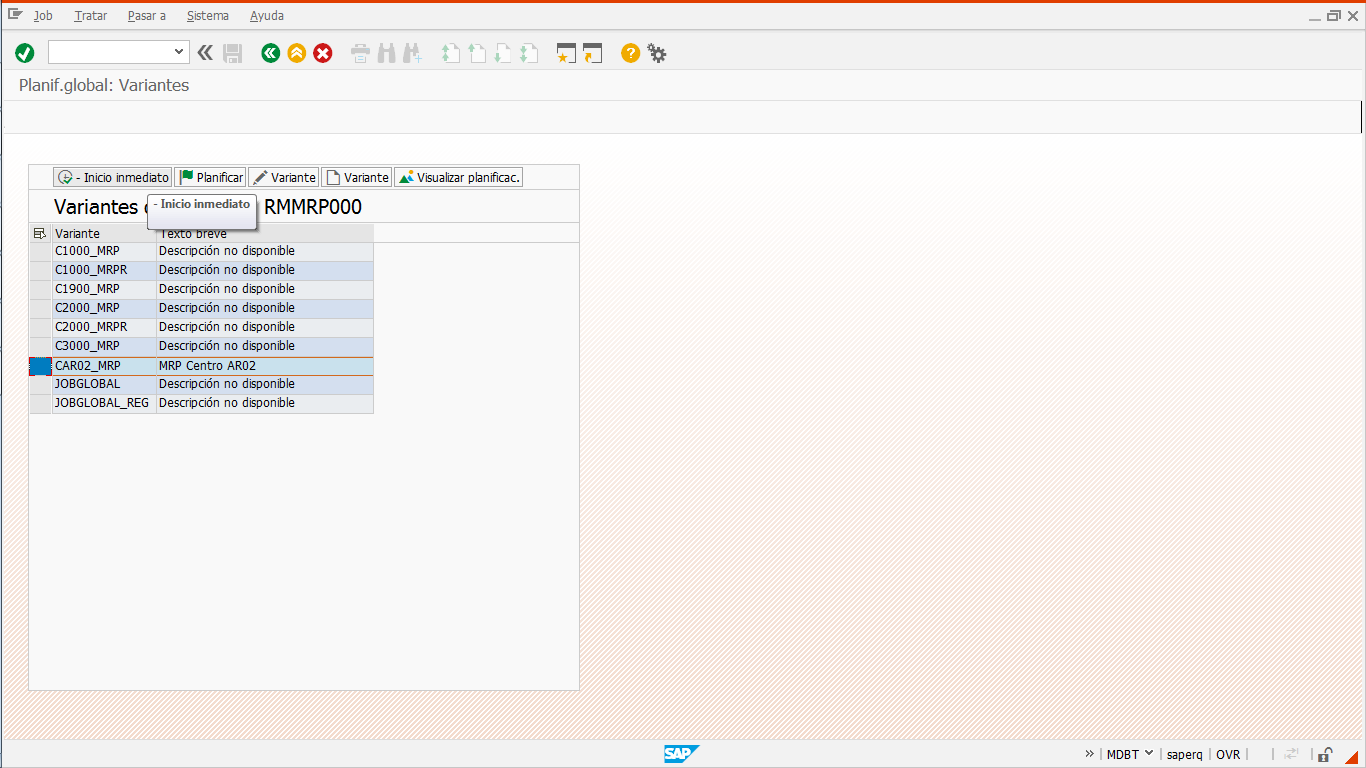 Job Tratar Pasar a Sistema Ayuda
Planif.global: Variantes
- Inicio inmediato Planificar Variante Variante Visualizar planificac.
Variantes RMMRP000
- Inicio inmediato
Variante Texto breve
C1000_MRP Descripción no disponible
C1000_MRPR Descripción no disponible
C1900_MRP Descripción no disponible
C2000_MRP Descripción no disponible
C2000_MRPR Descripción no disponible
C3000_MRP Descripción no disponible
CAR02_MRP MRP Centro AR02
JOBGLOBAL Descripción no disponible
JOBGLOBAL_REG Descripción no disponible
SAP » MDBT saperq OVR